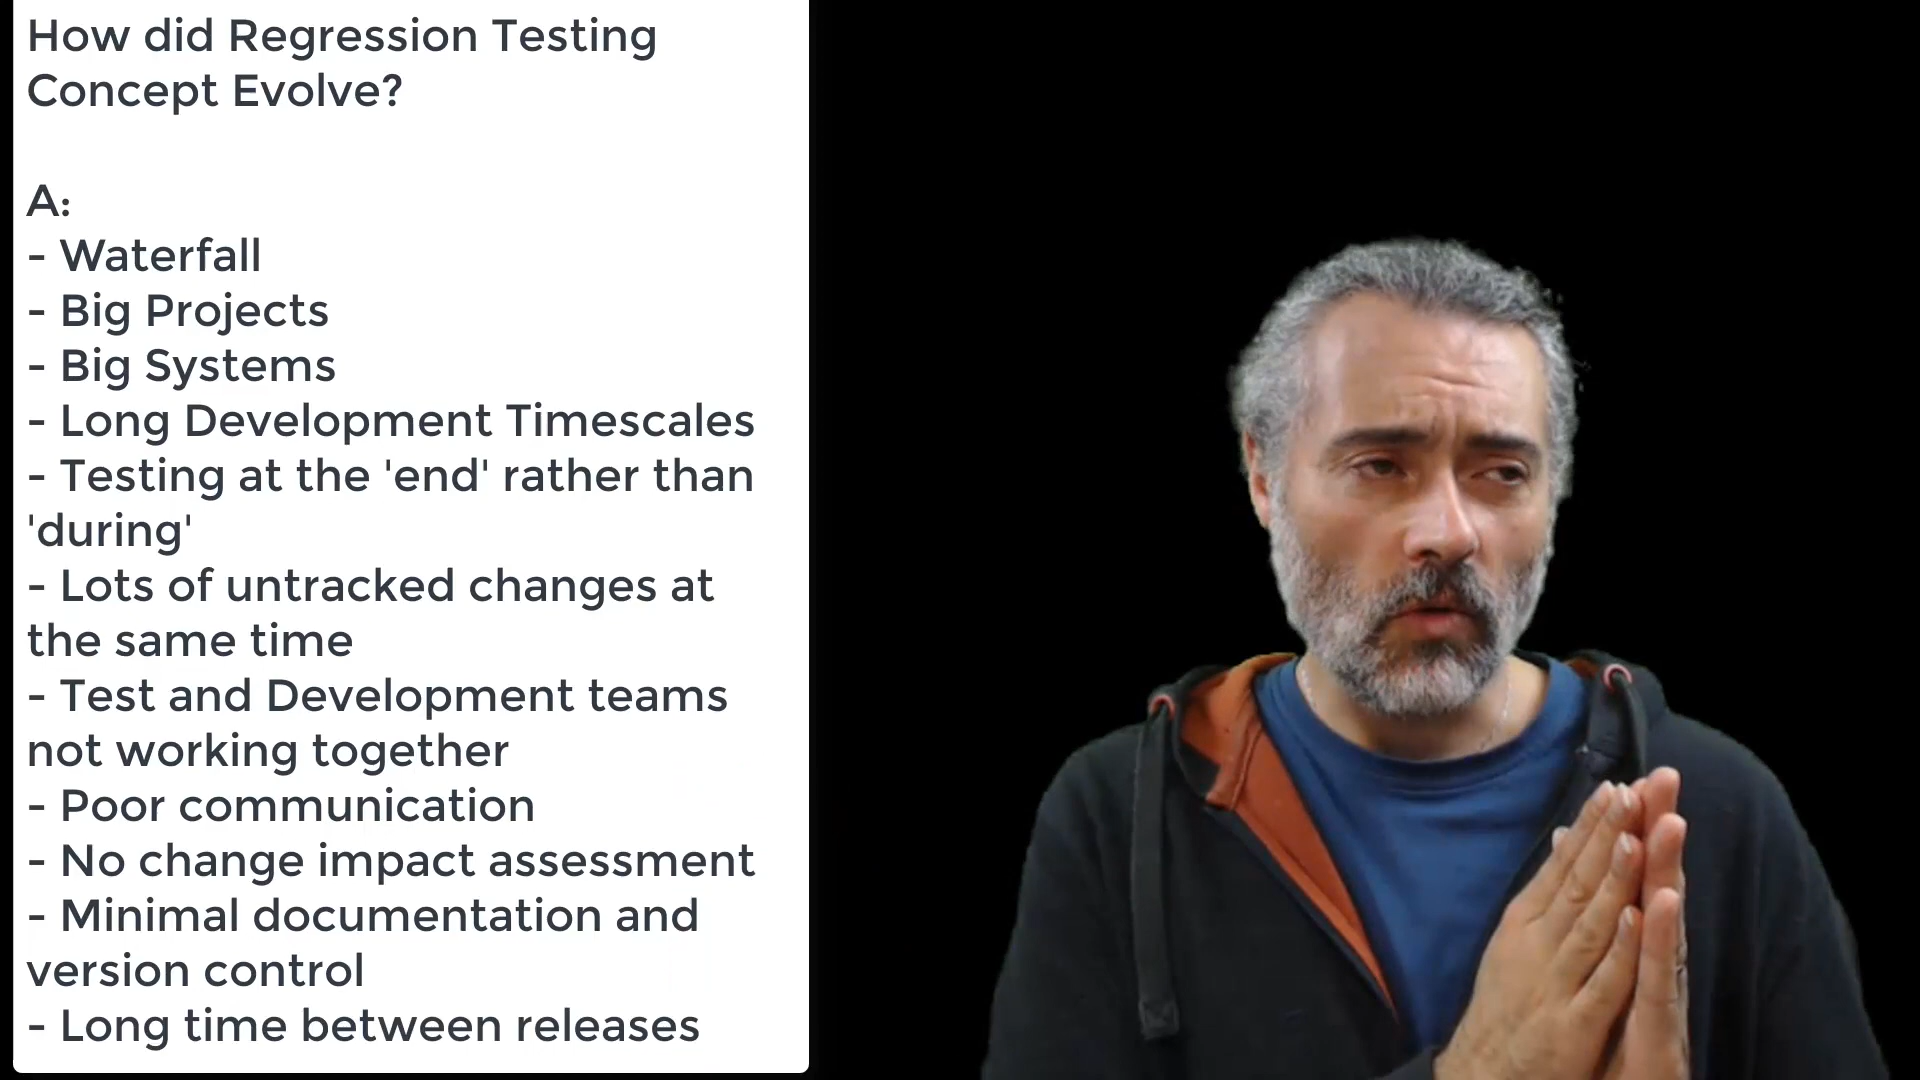 How did Regression Testing
Concept Evolve?
A:
- Waterfall
- Big Projects
- Big Systems
- Long Development Timescales
- Testing at the 'end' rather than
'during'
- Lots of untracked changes at
the same time
- Test and Development teams
not working together
- Poor communication
- No change impact assessment
- Minimal documentation and
version control
- Long time between releases